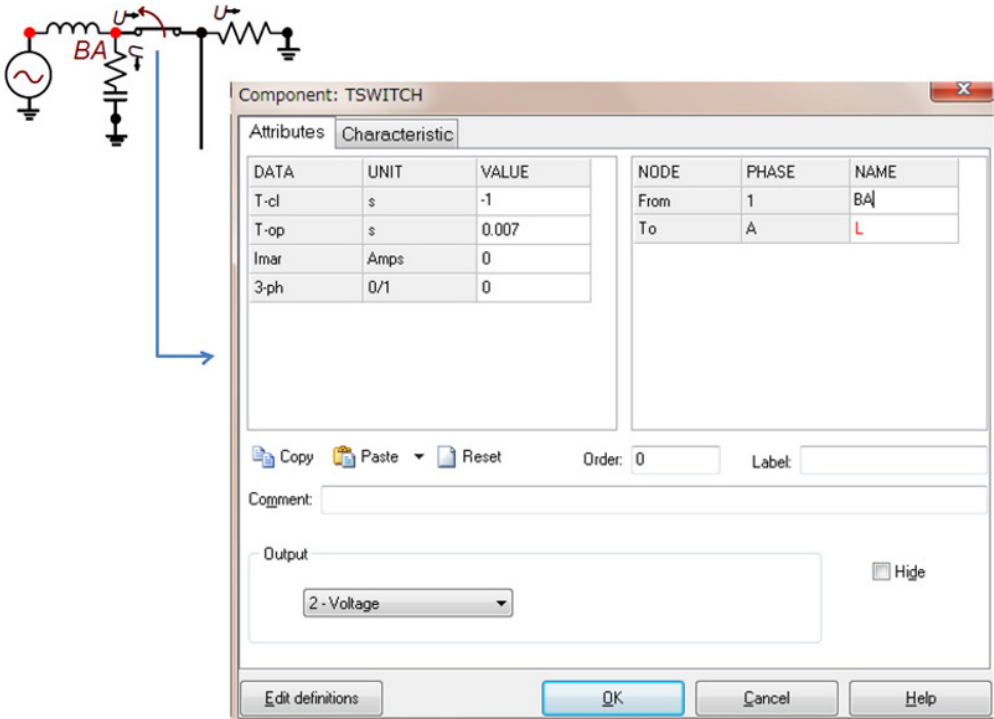 U
U
BA
U
Component: TSWITCH
x
Attributes Characteristic
DATA UNIT VALUE
T-cl s -1
T-op s 0.007
Imar Amps 0
3-ph 0/1 0
NODE PHASE NAME
From 1 BA
To A L
Copy Paste Reset Order: 0 Label:
Comment:
Output
2 - Voltage
Hide
Edit definitions OK Cancel Help